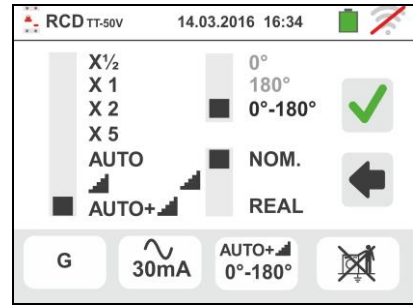 RCD TT-50V 14.03.2016 16:34
X½ 0°
X 1 180°
X 2 0°-180°
X 5
AUTO NOM.
AUTO+ REAL
G 30mA AUTO+ 0°-180°